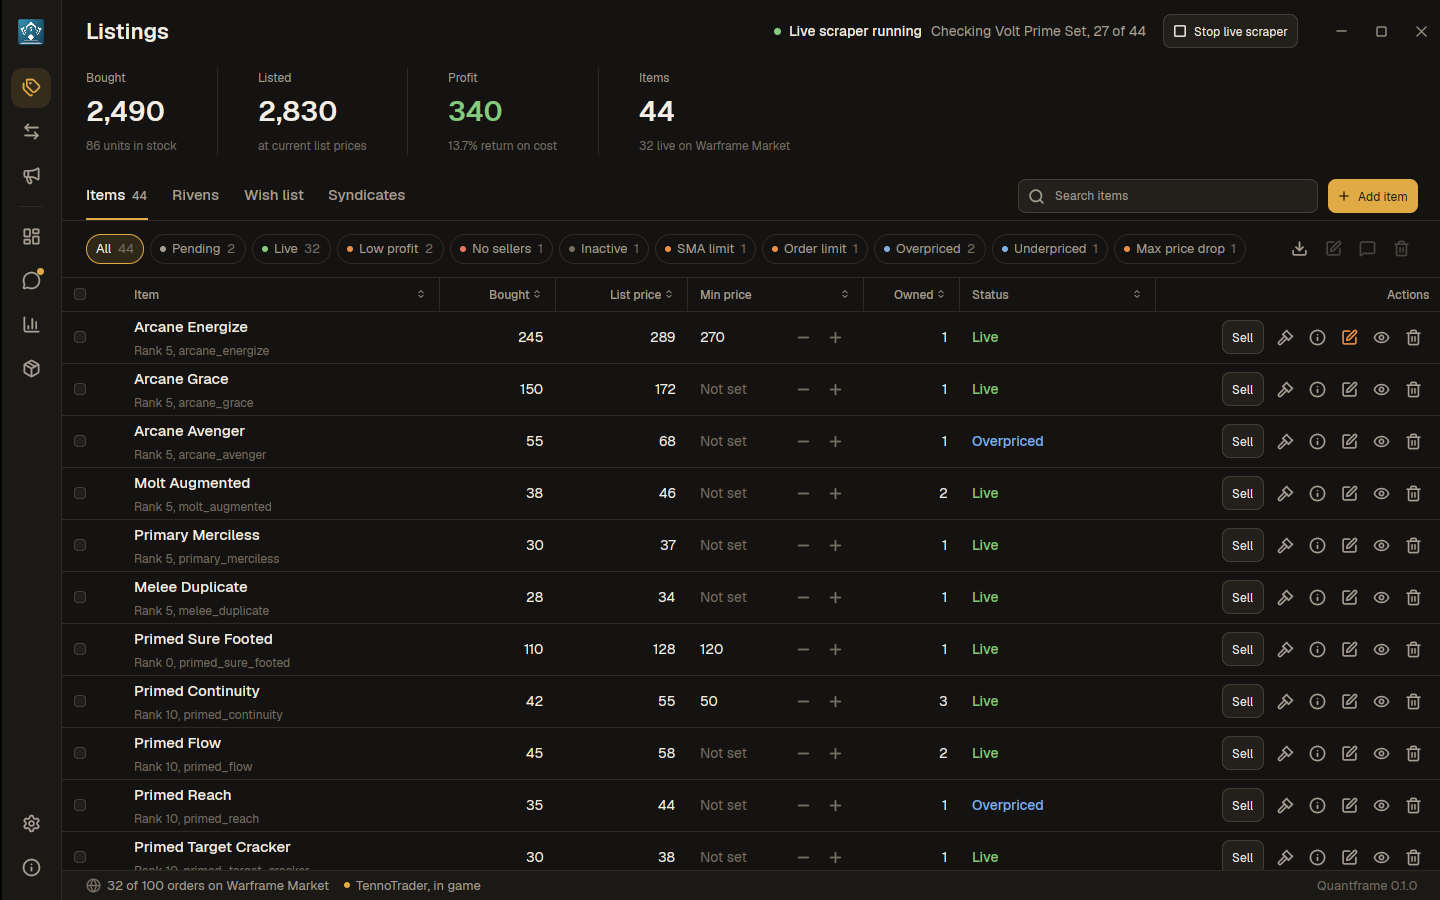 Listings
Live scraper running Checking Volt Prime Set, 27 of 44
Stop live scraper
Bought Listed Profit Items
2,490 2,830 340 44
86 units in stock at current list prices 13.7% return on cost 32 live on Warframe Market
Items 44 Rivens Wish list Syndicates
Search items
Add item
All 44 Pending 2 Live 32 Low profit 2 No sellers 1 Inactive 1 SMA limit 1 Order limit 1 Overpriced 2 Underpriced 1 Max price drop 1
Item Bought List price Min price Owned Status Actions
Arcane Energize 245 289 270 1 Live Sell
Rank 5, arcane_energize
Arcane Grace 150 172 Not set 1 Live Sell
Rank 5, arcane_grace
Arcane Avenger 55 68 Not set 1 Overpriced Sell
Rank 5, arcane_avenger
Molt Augmented 38 46 Not set 2 Live Sell
Rank 5, molt_augmented
Primary Merciless 30 37 Not set 1 Live Sell
Rank 5, primary_merciless
Melee Duplicate 28 34 Not set 1 Live Sell
Rank 5, melee_duplicate
Primed Sure Footed 110 128 120 1 Live Sell
Rank 0, primed_sure_footed
Primed Continuity 42 55 50 3 Live Sell
Rank 10, primed_continuity
Primed Flow 45 58 Not set 2 Live Sell
Rank 10, primed_flow
Primed Reach 35 44 Not set 1 Overpriced Sell
Rank 10, primed_reach
Primed Target Cracker 30 38 Not set 1 Live Sell
Rank 10, primed_target_cracker
32 of 100 orders on Warframe Market TennoTrader, in game Quantframe 0.1.0